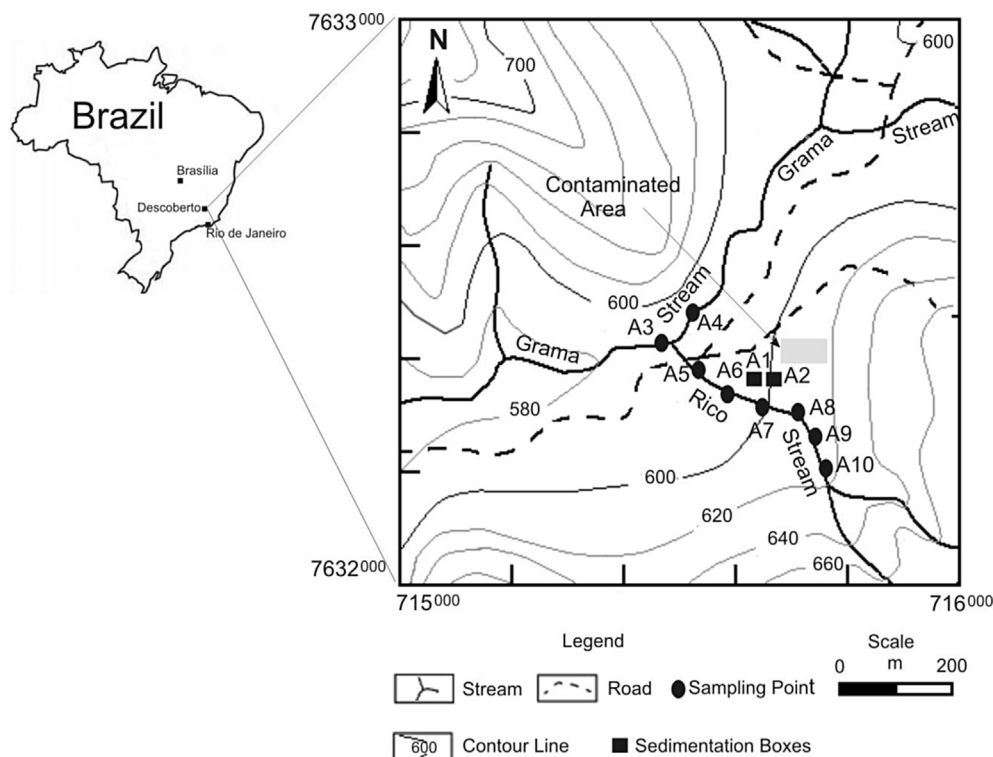 Brazil
Brasília
Descoberto
Rio de Janeiro
7633000
N
700
600
Grama
Stream
Contaminated
Area
600
Stream
A3
A4
Grama
A1
A5
A6
A2
580
Rico
A7
A8
A9
Stream
A10
600
620
640
660
7632000
715000
716000
Legend
Scale
0 m 200
Stream
Road
Sampling Point
600
Contour Line
Sedimentation Boxes